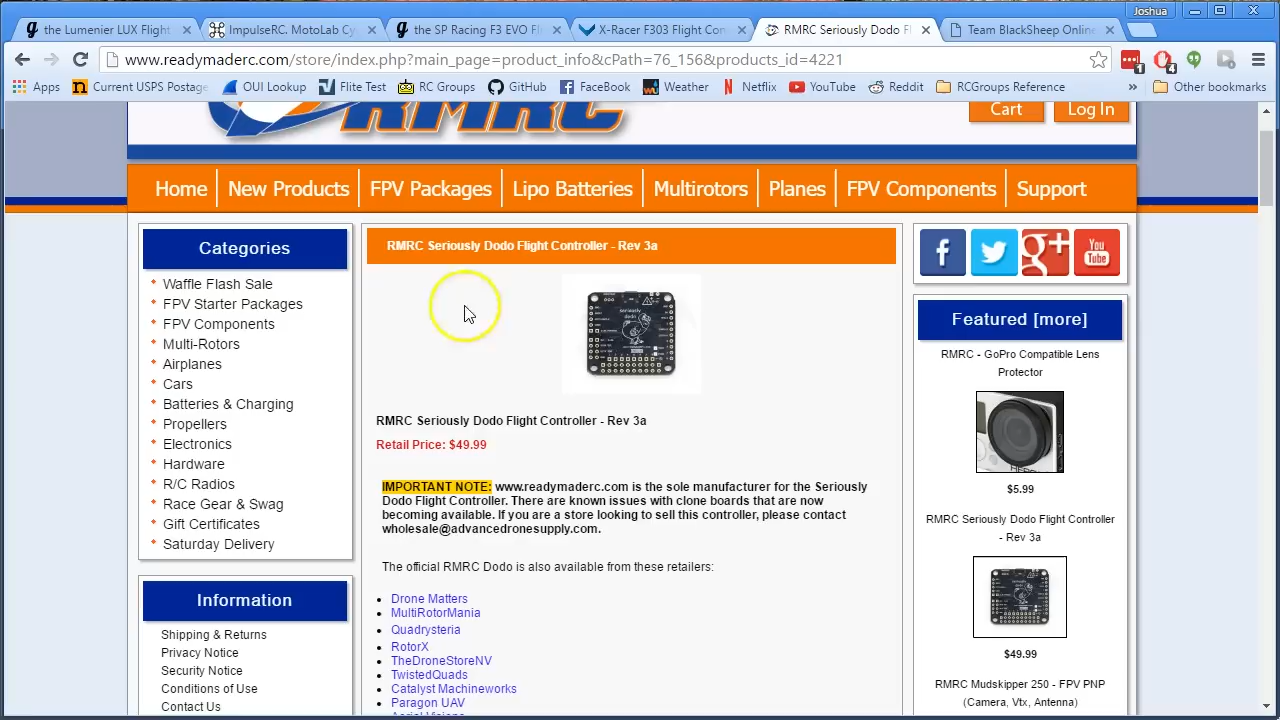 Joshua
the Lumenier LUX Flight
ImpulseRC. MotoLab Cy
the SP Racing F3 EVO Fli
X-Racer F303 Flight Con
RMRC Seriously Dodo Fl
Team BlackSheep Online
www.readymaderc.com/store/index.php?main_page=product_info&cPath=76_156&products_id=4221
1
4
Apps
Current USPS Postage
OUI Lookup
Flite Test
RC Groups
GitHub
FaceBook
Weather
Netflix
YouTube
Reddit
RCGroups Reference
»
Other bookmarks
RMRC
Cart
Log In
Home
New Products
FPV Packages
Lipo Batteries
Multirotors
Planes
FPV Components
Support
Categories
Waffle Flash Sale
FPV Starter Packages
FPV Components
Multi-Rotors
Airplanes
Cars
Batteries & Charging
Propellers
Electronics
Hardware
R/C Radios
Race Gear & Swag
Gift Certificates
Saturday Delivery
Information
Shipping & Returns
Privacy Notice
Security Notice
Conditions of Use
Contact Us
RMRC Seriously Dodo Flight Controller - Rev 3a
seriously
dodo
RMRC Seriously Dodo Flight Controller - Rev 3a
Retail Price: $49.99
IMPORTANT NOTE: www.readymaderc.com is the sole manufacturer for the Seriously
Dodo Flight Controller. There are known issues with clone boards that are now
becoming available. If you are a store looking to sell this controller, please contact
wholesale@advancedronesupply.com.
The official RMRC Dodo is also available from these retailers:
Drone Matters
MultiRotorMania
Quadrysteria
RotorX
TheDroneStoreNV
TwistedQuads
Catalyst Machineworks
Paragon UAV
Aerial Visions
f
g+
You
Tube
Featured [more]
RMRC - GoPro Compatible Lens
Protector
$5.99
RMRC Seriously Dodo Flight Controller
- Rev 3a
$49.99
RMRC Mudskipper 250 - FPV PNP
(Camera, Vtx, Antenna)